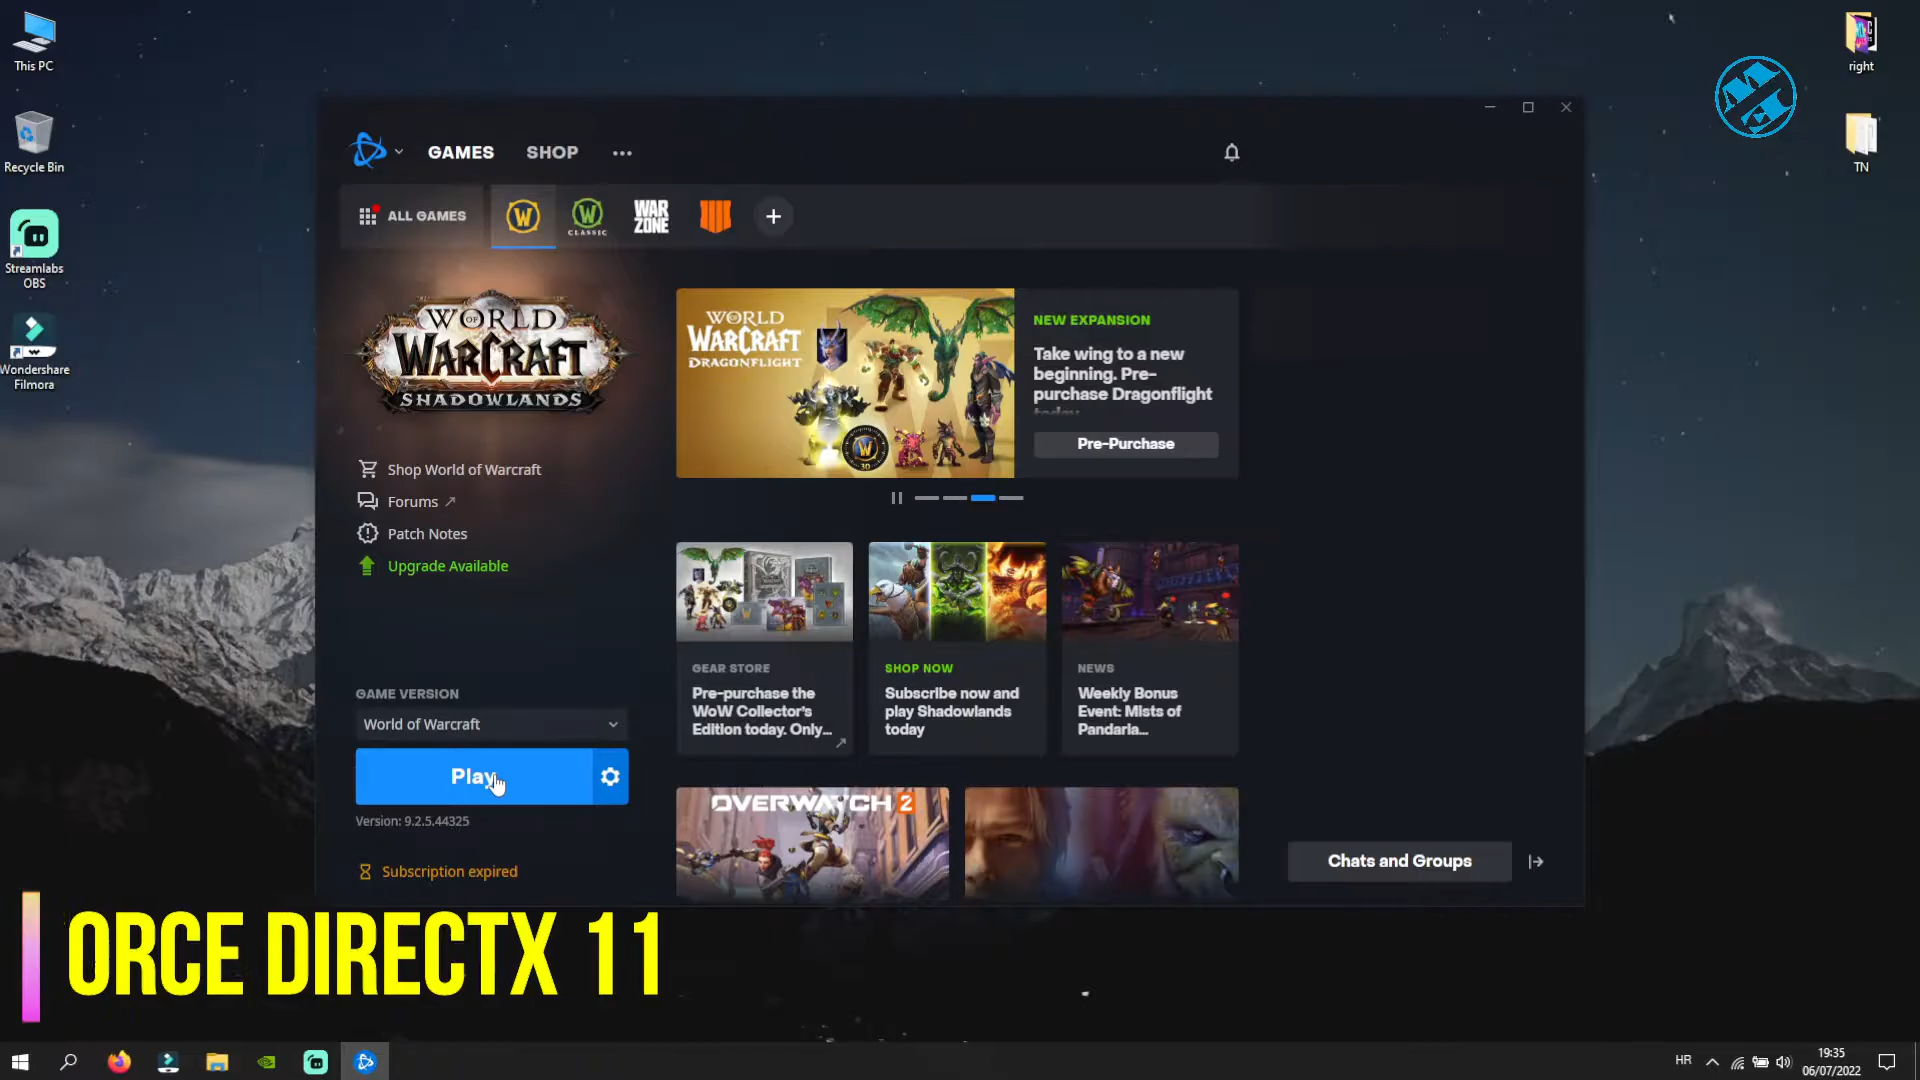 This PC
Recycle Bin
Streamlabs
OBS
Wondershare
Filmora
right
TN
GAMES
SHOP
ALL GAMES
W
W
CLASSIC
WAR
ZONE
WORLD
OF
WARCRAFT
SHADOWLANDS
Shop World of Warcraft
Forums
Patch Notes
Upgrade Available
GAME VERSION
World of Warcraft
Play
Version: 9.2.5.44325
Subscription expired
WORLD
OF
WARCRAFT
DRAGONFLIGHT
W
30
NEW EXPANSION
Take wing to a new
beginning. Pre-
purchase Dragonflight
today
Pre-Purchase
GEAR STORE
Pre-purchase the
WoW Collector's
Edition today. Only...
SHOP NOW
Subscribe now and
play Shadowlands
today
NEWS
Weekly Bonus
Event: Mists of
Pandaria...
OVERWATCH 2
Chats and Groups
ORCE DIRECTX 11
HR
19:35
06/07/2022